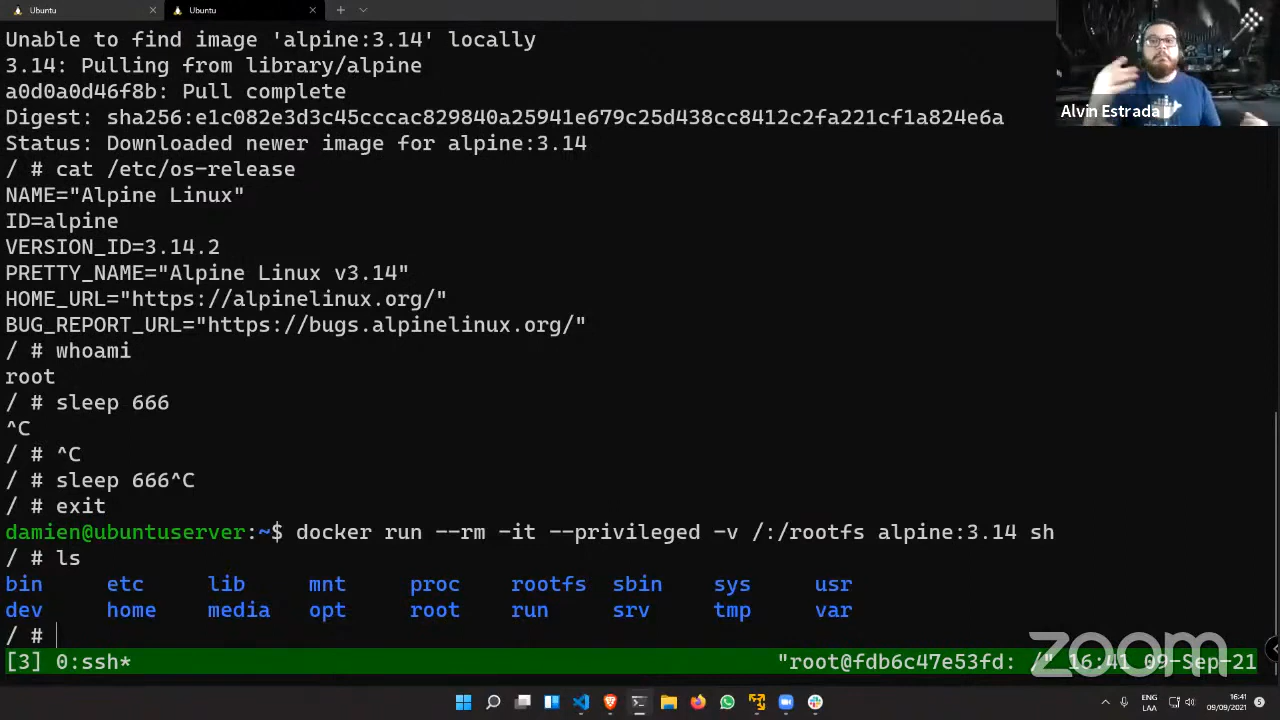 Ubuntu
Ubuntu
Unable to find image 'alpine:3.14' locally
3.14: Pulling from library/alpine
a0d0a0d46f8b: Pull complete
Digest: sha256:e1c082e3d3c45cccac829840a25941e679c25d438cc8412c2fa221cf1a824e6a
Status: Downloaded newer image for alpine:3.14
/ # cat /etc/os-release
NAME="Alpine Linux"
ID=alpine
VERSION_ID=3.14.2
PRETTY_NAME="Alpine Linux v3.14"
HOME_URL="https://alpinelinux.org/"
BUG_REPORT_URL="https://bugs.alpinelinux.org/"
/ # whoami
root
/ # sleep 666
^C
/ # ^C
/ # sleep 666^C
/ # exit
damien@ubuntuserver:~$ docker run --rm -it --privileged -v /:/rootfs alpine:3.14 sh
/ # ls
bin etc lib mnt proc rootfs sbin sys usr
dev home media opt root run srv tmp var
/ #
[3] 0:ssh* "root@fdb6c47e53fd: /" 16:41 09-Sep-21
Alvin Estrada
zoom
ENG
LAA
16:41
09/09/2021